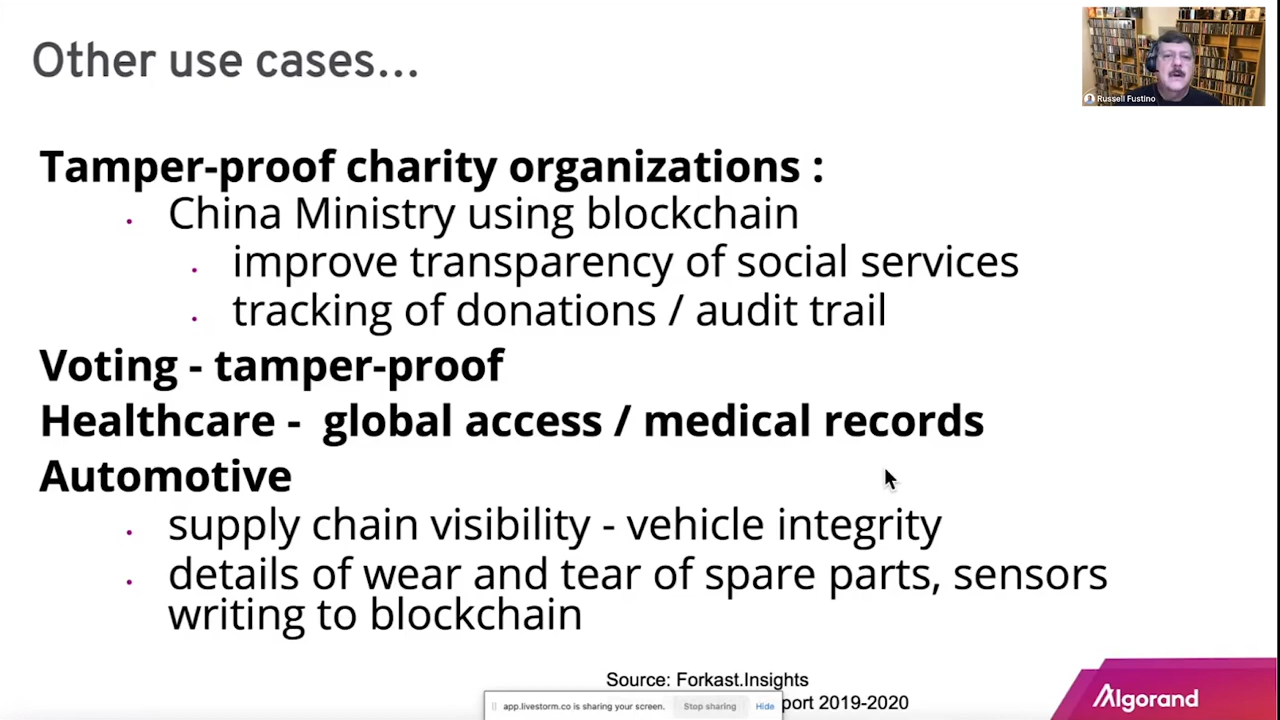 Other use cases...
Russell Fustino
Tamper-proof charity organizations :
China Ministry using blockchain
improve transparency of social services
tracking of donations / audit trail
Voting - tamper-proof
Healthcare - global access / medical records
Automotive
supply chain visibility - vehicle integrity
details of wear and tear of spare parts, sensors
writing to blockchain
Source: Forkast.Insights
port 2019-2020
app.livestorm.co is sharing your screen.
Stop sharing
Hide
Algorand